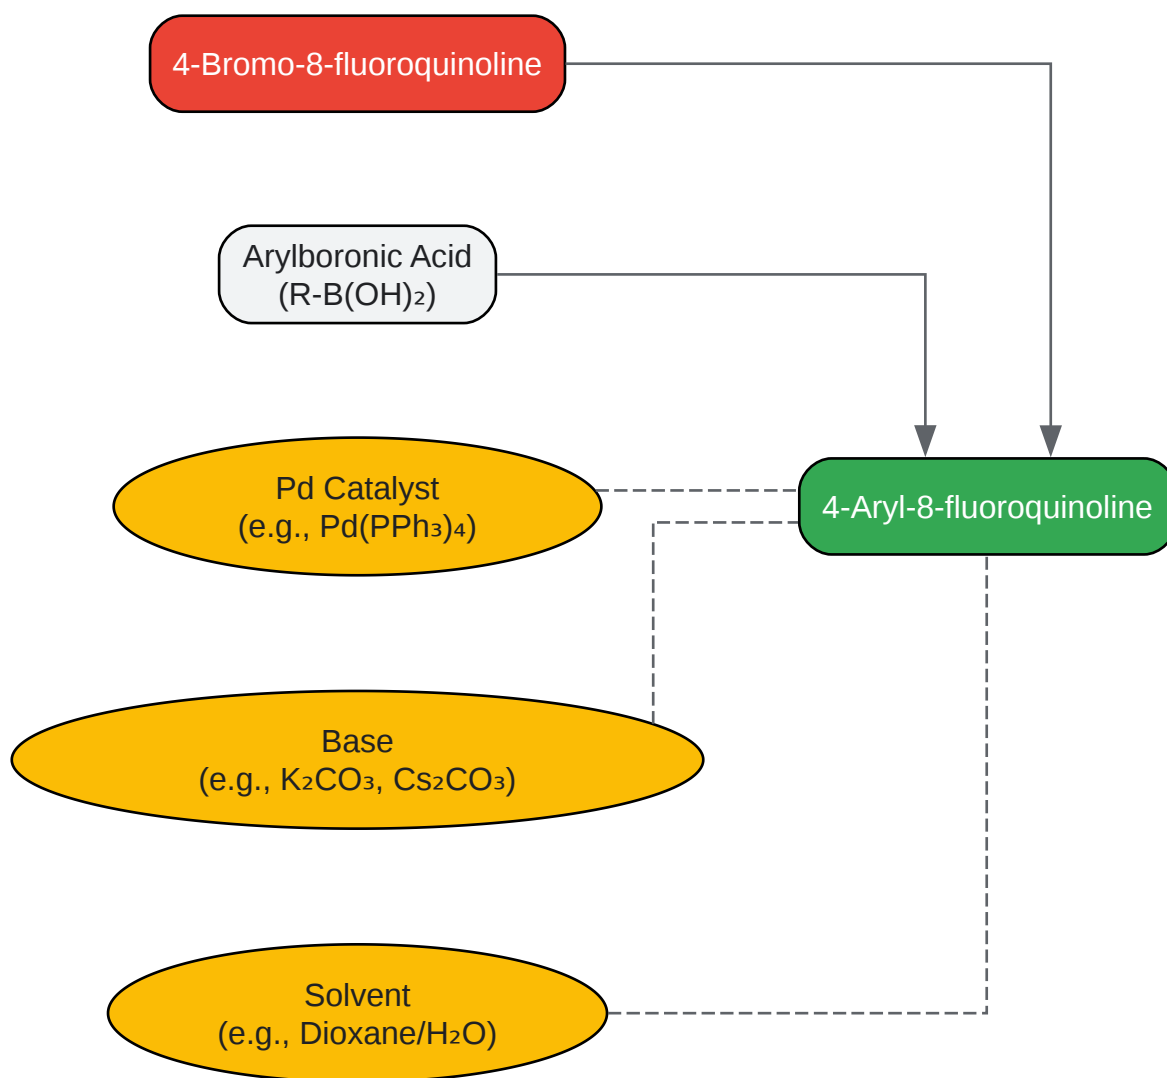 4-Bromo-8-fluoroquinoline
Arylboronic Acid
(R-B(OH)₂)
Pd Catalyst
(e.g., Pd(PPh₃)₄)
4-Aryl-8-fluoroquinoline
Base
(e.g., K₂CO₃, Cs₂CO₃)
Solvent
(e.g., Dioxane/H₂O)